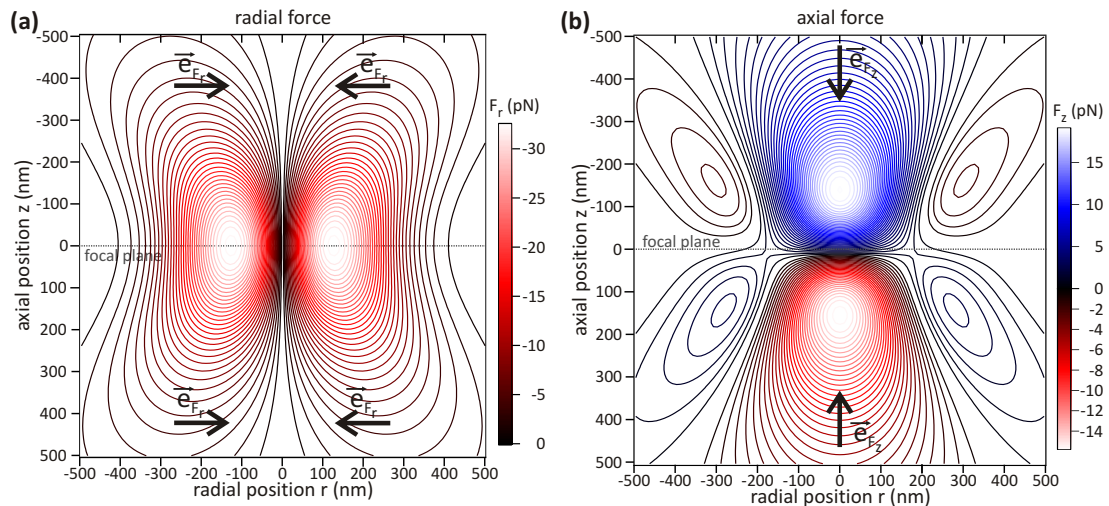 (a)
radial force
-500
-400
-300
-200
-100
0
100
200
300
400
500
axial position z (nm)
-500 -400 -300 -200 -100 0 100 200 300 400 500
radial position r (nm)
focal plane
e_Fr
e_Fr
e_Fr
e_Fr
F_r (pN)
-30
-25
-20
-15
-10
-5
0
(b)
axial force
-500
-400
-300
-200
-100
0
100
200
300
400
500
axial position z (nm)
-500 -400 -300 -200 -100 0 100 200 300 400 500
radial position r (nm)
focal plane
e_Fz
e_Fz
F_z (pN)
20
15
10
5
0
-2
-4
-6
-8
-10
-12
-14